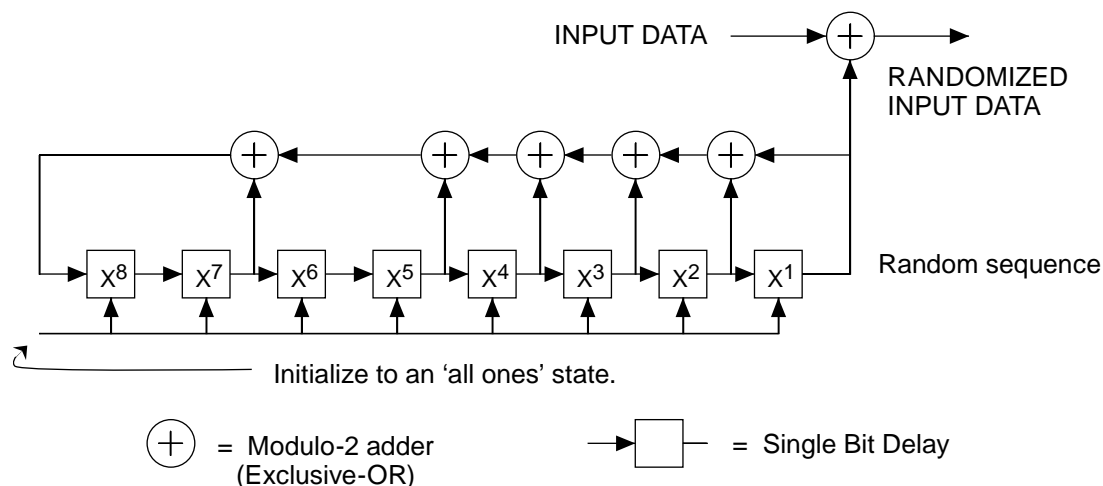 INPUT DATA
RANDOMIZED
INPUT DATA
X⁸ X⁷ X⁶ X⁵ X⁴ X³ X² X¹
Random sequence
Initialize to an ‘all ones’ state.
= Modulo-2 adder
(Exclusive-OR)
= Single Bit Delay